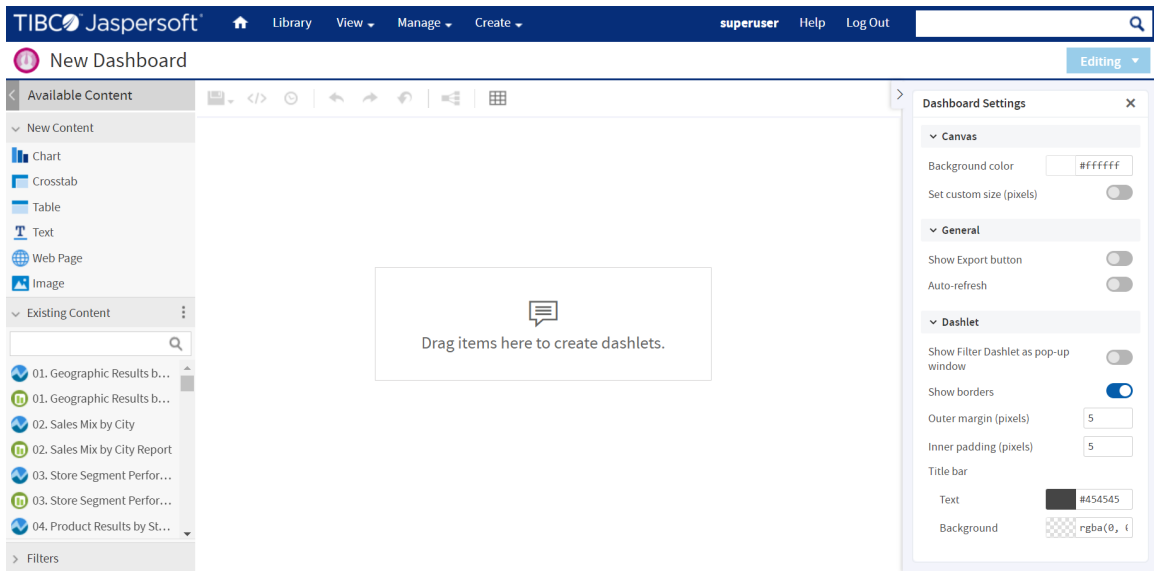 TIBCO Jaspersoft
Library
View
Manage
Create
superuser
Help
Log Out
New Dashboard
Editing
Available Content
New Content
Chart
Crosstab
Table
Text
Web Page
Image
Existing Content
01. Geographic Results b...
01. Geographic Results b...
02. Sales Mix by City
02. Sales Mix by City Report
03. Store Segment Perfor...
03. Store Segment Perfor...
04. Product Results by St...
Filters
Drag items here to create dashlets.
Dashboard Settings
Canvas
Background color #ffffff
Set custom size (pixels)
General
Show Export button
Auto-refresh
Dashlet
Show Filter Dashlet as pop-up
window
Show borders
Outer margin (pixels) 5
Inner padding (pixels) 5
Title bar
Text #454545
Background rgba(0,